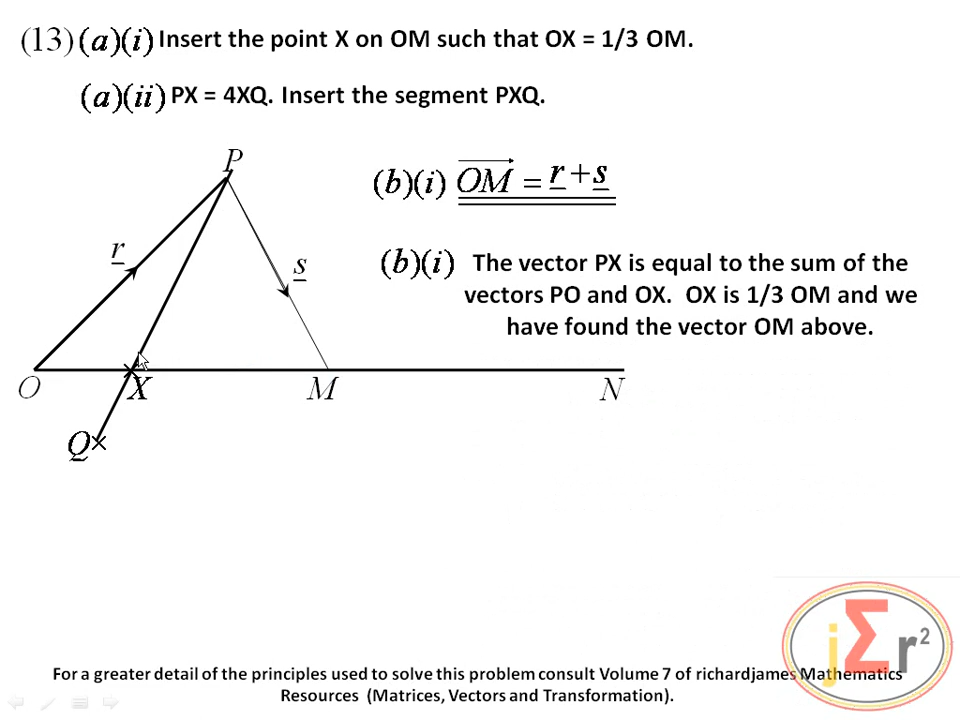 (13) (a)(i) Insert the point X on OM such that OX = 1/3 OM.
(a)(ii) PX = 4XQ. Insert the segment PXQ.
P
(b)(i) OM = r + s
r
s
(b)(i) The vector PX is equal to the sum of the
vectors PO and OX. OX is 1/3 OM and we
have found the vector OM above.
O X M N
Q
jΣr²
For a greater detail of the principles used to solve this problem consult Volume 7 of richardjames Mathematics
Resources (Matrices, Vectors and Transformation).